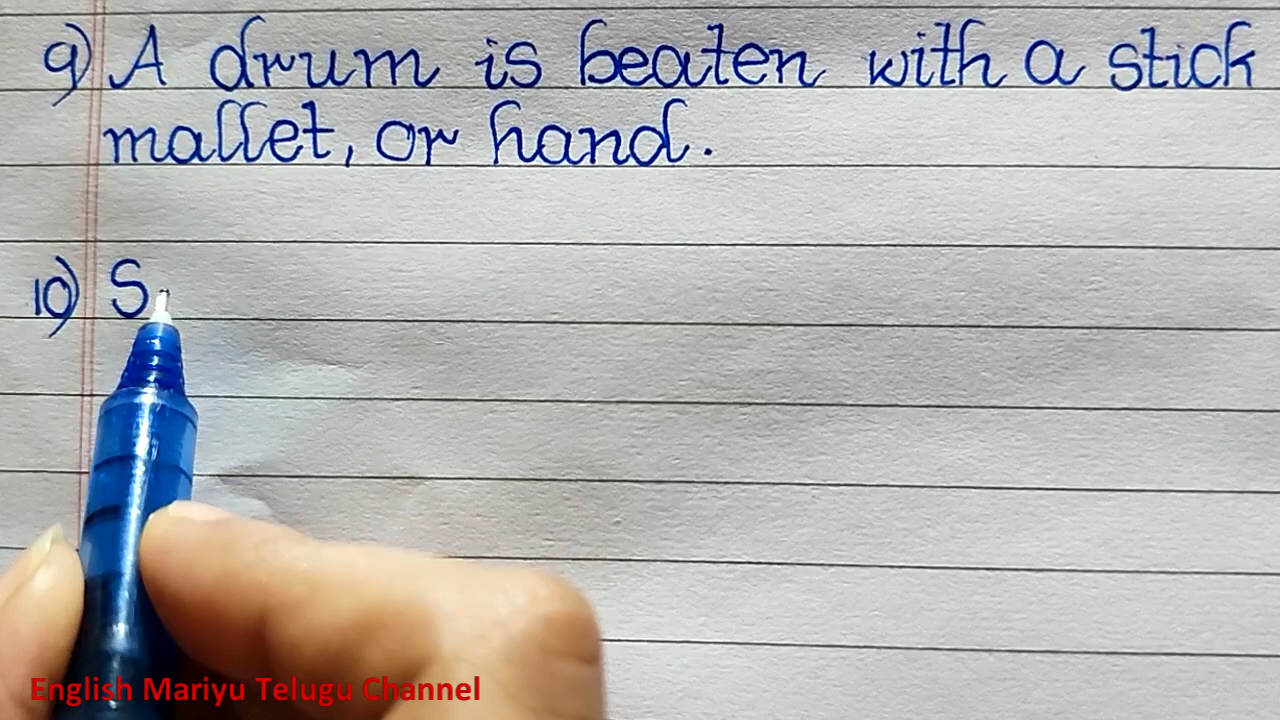 9) A drum is beaten with a stick
mallet, or hand.
10) S
English Mariyu Telugu Channel